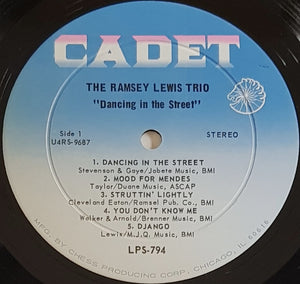 CADET
THE RAMSEY LEWIS TRIO
"Dancing in the Street"
Side 1
U4RS-9687
STEREO
1. DANCING IN THE STREET
Stevenson & Gaye/Jobete Music, BMI
2. MOOD FOR MENDES
Taylor/Duane Music, ASCAP
3. STRUTTIN' LIGHTLY
Cleveland Eaton/Ramsel Pub. Co., BMI
4. YOU DON'T KNOW ME
Walker & Arnold/Brenner Music, BMI
5. DJANGO
Lewis/M.J.Q. Music, BMI
LPS-794
MFG. BY CHESS PRODUCING CORP., CHICAGO, ILL. 60616